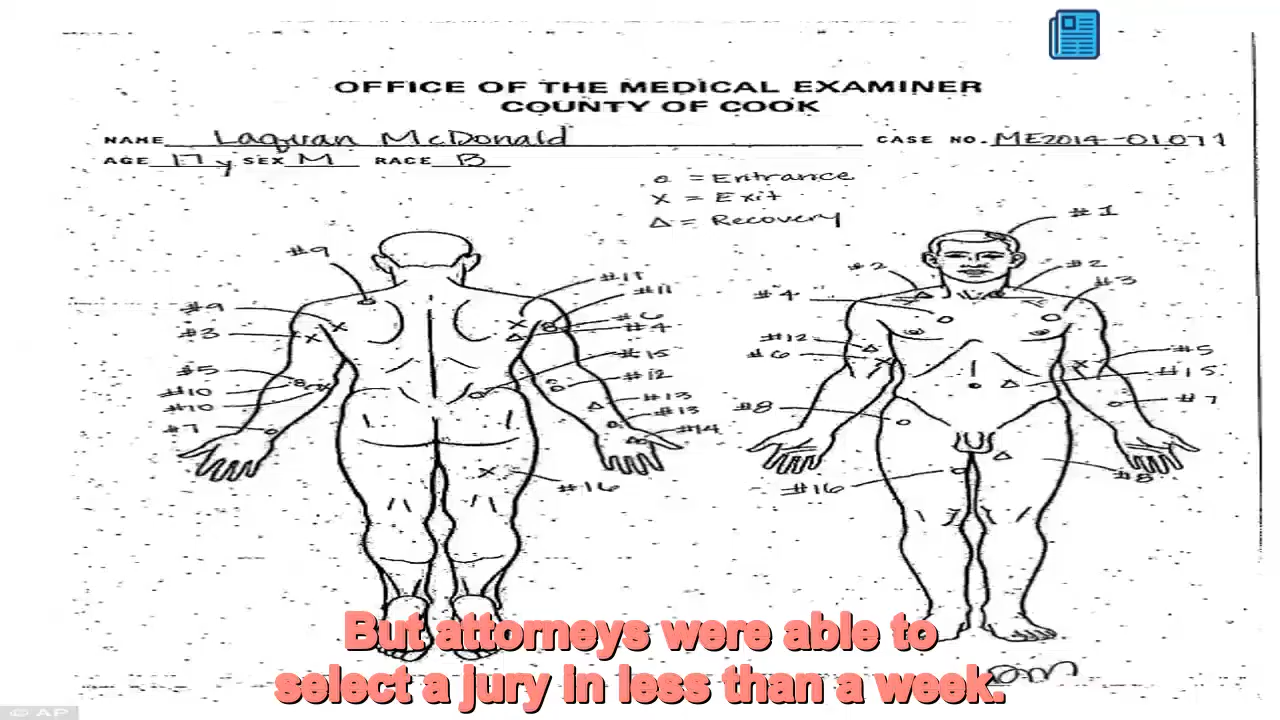 OFFICE OF THE MEDICAL EXAMINER
COUNTY OF COOK
NAME Laquan McDonald CASE NO. ME2014-01071
AGE 17y SEX M RACE B
o = Entrance
X = Exit
Δ = Recovery
#1
#9
#2 #2
#11
#3
#11
#4
#9
#6
#3
#4
#12
#6
#5
#15
#5
#12
#15
#10
#10
#13
#7
#13
#8
#7
#14
#16
#16
#8
But attorneys were able to
select a jury in less than a week.
© AP